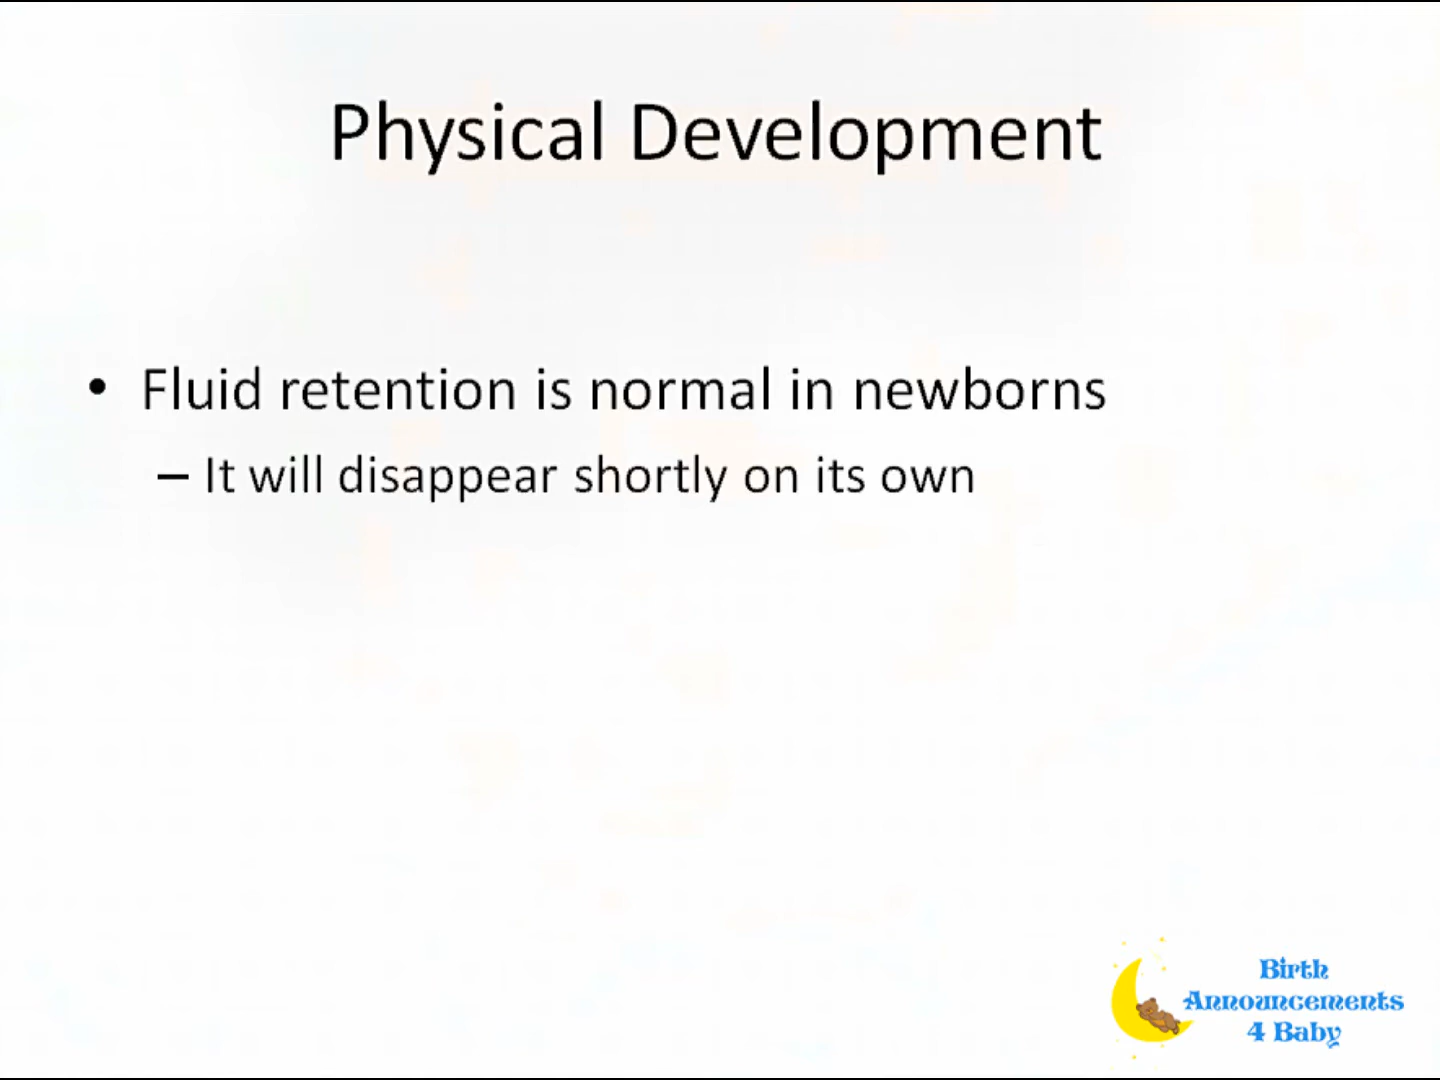 Physical Development
• Fluid retention is normal in newborns
– It will disappear shortly on its own
Birth
Announcements
4 Baby